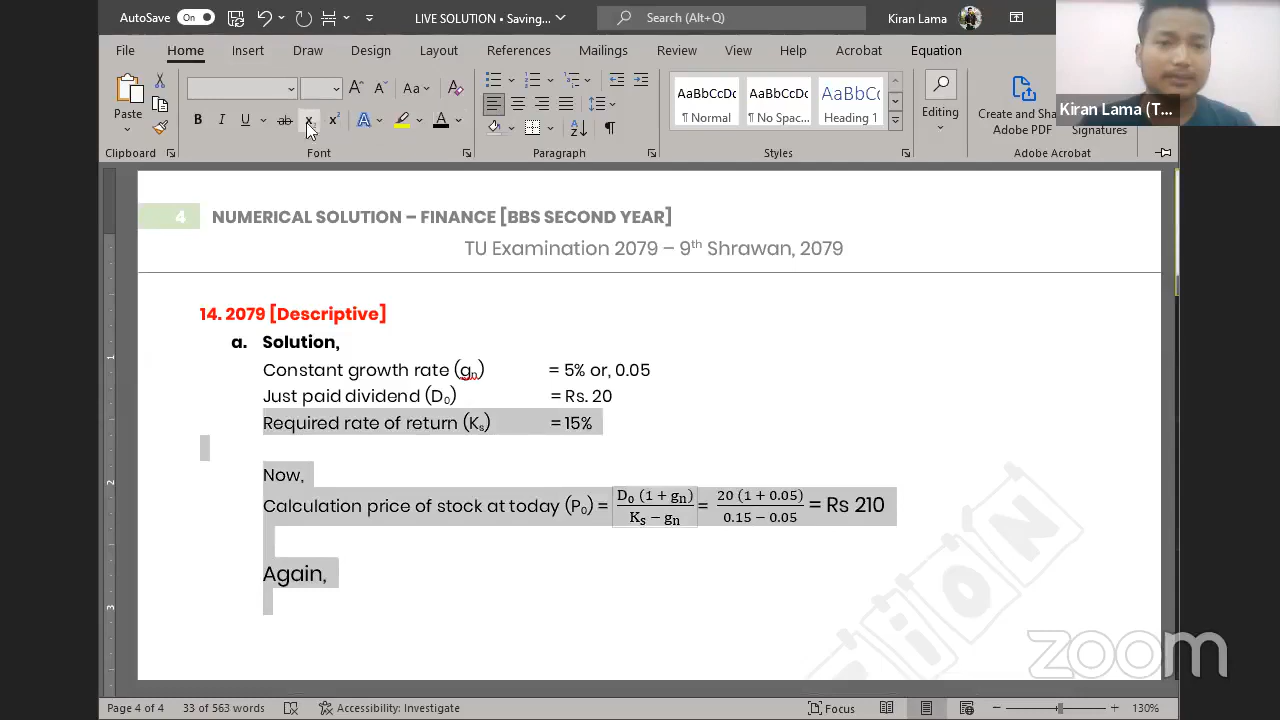 AutoSave On LIVE SOLUTION • Saving... Search (Alt+Q) Kiran Lama
File Home Insert Draw Design Layout References Mailings Review View Help Acrobat Equation
Kiran Lama (T...
Paste
Aa
B I U ab x x² A A
AaBbCcDc AaBbCcDc AaBbCc
¶ Normal ¶ No Spac... Heading 1
Editing
Create and Sha
Adobe PDF
Signatures
Clipboard Font Paragraph Styles Adobe Acrobat
4 NUMERICAL SOLUTION – FINANCE [BBS SECOND YEAR]
TU Examination 2079 – 9th Shrawan, 2079
14. 2079 [Descriptive]
a. Solution,
Constant growth rate (gn) = 5% or, 0.05
Just paid dividend (D0) = Rs. 20
Required rate of return (Ks) = 15%
Now,
Calculation price of stock at today (P0) = D0 (1 + gn) / Ks − gn = 20 (1 + 0.05) / 0.15 − 0.05 = Rs 210
Again,
zoom
Page 4 of 4 33 of 563 words Accessibility: Investigate Focus 130%